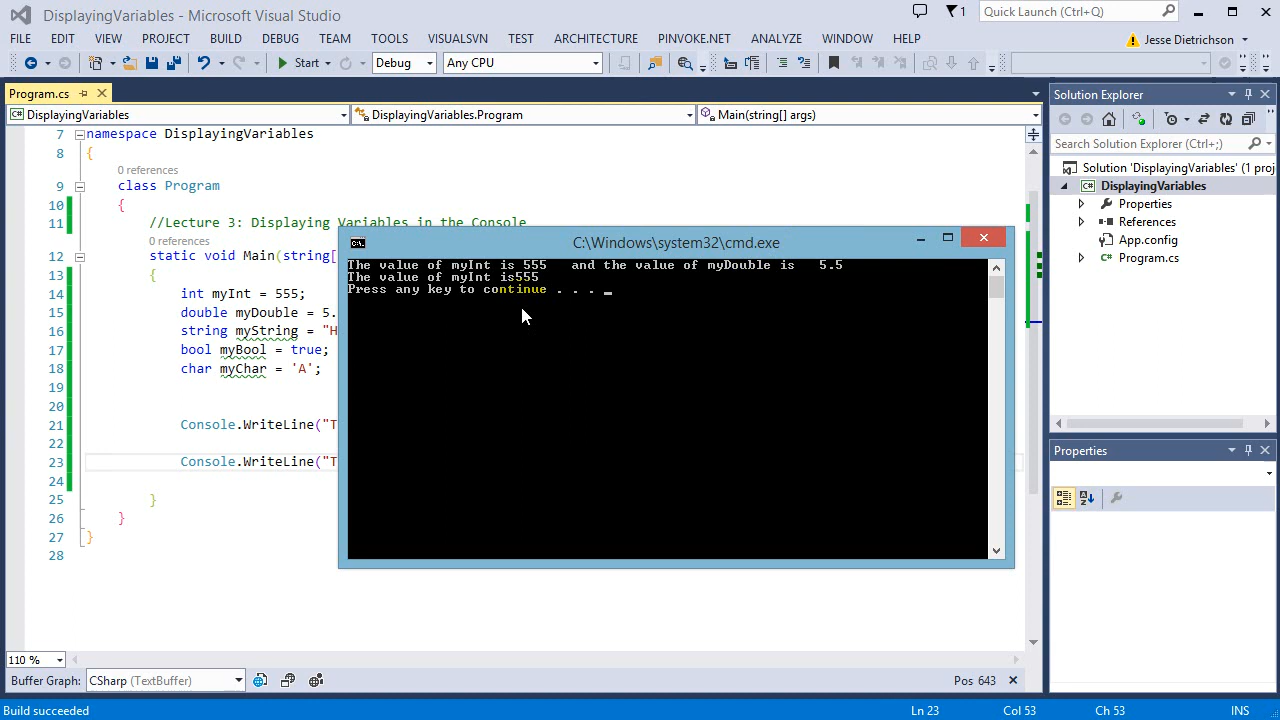 DisplayingVariables - Microsoft Visual Studio
1
Quick Launch (Ctrl+Q)
FILE EDIT VIEW PROJECT BUILD DEBUG TEAM TOOLS VISUALSVN TEST ARCHITECTURE PINVOKE.NET ANALYZE WINDOW HELP
Jesse Dietrichson
Start Debug Any CPU
Program.cs
DisplayingVariables DisplayingVariables.Program Main(string[] args)
7 namespace DisplayingVariables
8 {
0 references
9 class Program
10 {
11 //Lecture 3: Displaying Variables in the Console
0 references
12 static void Main(string[
13 {
14 int myInt = 555;
15 double myDouble = 5.
16 string myString = "H
17 bool myBool = true;
18 char myChar = 'A';
19
20
21 Console.WriteLine("T
22
23 Console.WriteLine("T
24
25 }
26 }
27 }
28
C:\Windows\system32\cmd.exe
The value of myInt is 555   and the value of myDouble is   5.5
The value of myInt is555
Press any key to continue . . . _
Solution Explorer
Search Solution Explorer (Ctrl+;)
Solution 'DisplayingVariables' (1 proj
C# DisplayingVariables
Properties
References
App.config
C# Program.cs
Properties
110 %
Buffer Graph: CSharp (TextBuffer) Pos 643
Build succeeded Ln 23 Col 53 Ch 53 INS